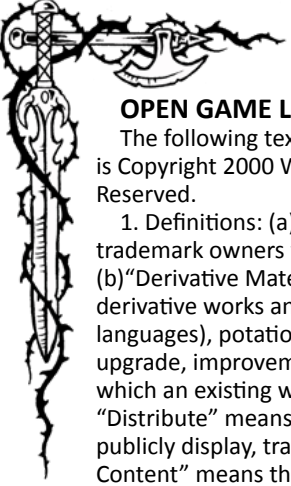 OPEN GAME L
The following tex
is Copyright 2000 W
Reserved.
1. Definitions: (a)
trademark owners
(b)“Derivative Mate
derivative works an
languages), potation
upgrade, improvem
which an existing w
“Distribute” means
publicly display, tra
Content” means th